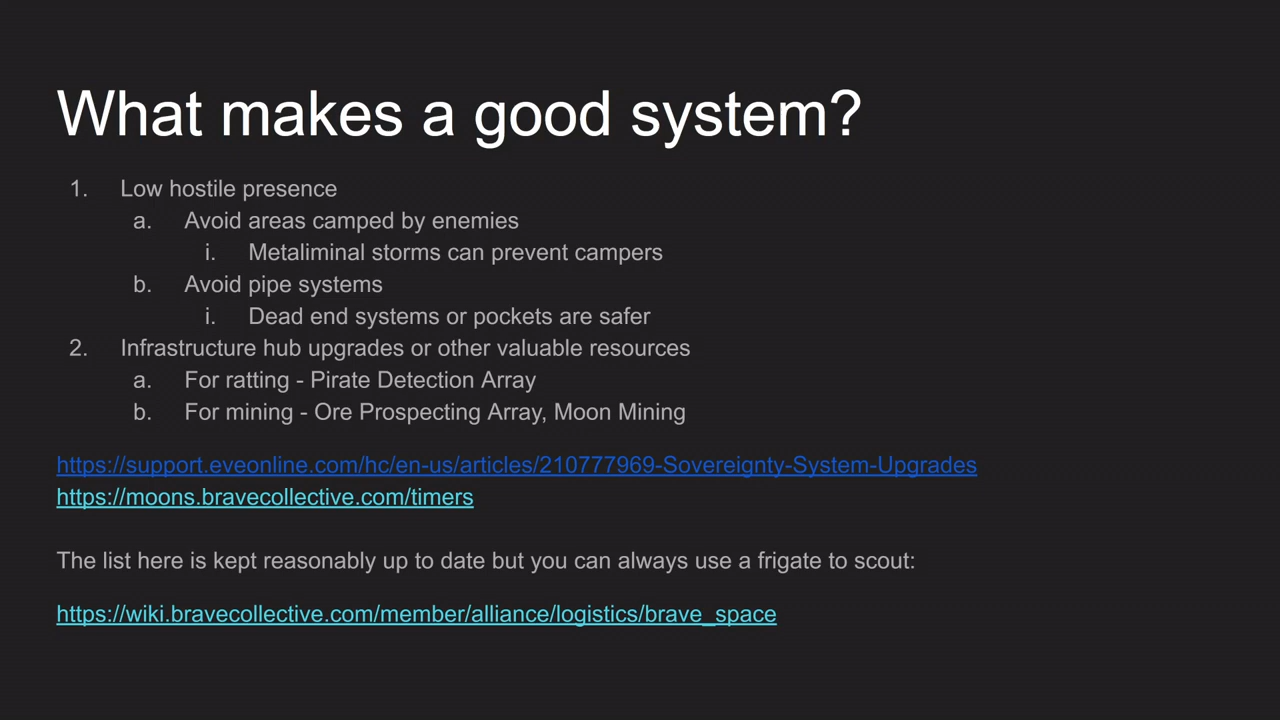 What makes a good system?
1. Low hostile presence
a. Avoid areas camped by enemies
i. Metaliminal storms can prevent campers
b. Avoid pipe systems
i. Dead end systems or pockets are safer
2. Infrastructure hub upgrades or other valuable resources
a. For ratting - Pirate Detection Array
b. For mining - Ore Prospecting Array, Moon Mining
https://support.eveonline.com/hc/en-us/articles/210777969-Sovereignty-System-Upgrades
https://moons.bravecollective.com/timers
The list here is kept reasonably up to date but you can always use a frigate to scout:
https://wiki.bravecollective.com/member/alliance/logistics/brave_space